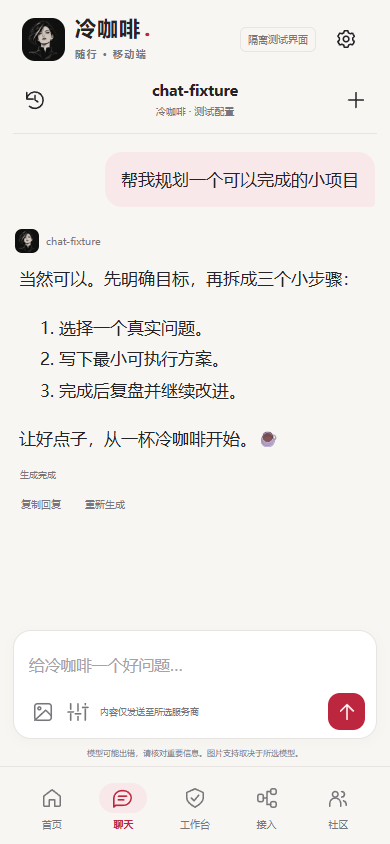 冷咖啡.
随行·移动端
隔离测试界面
chat-fixture
冷咖啡·测试配置
帮我规划一个可以完成的小项目
chat-fixture
当然可以。先明确目标，再拆成三个小步骤：
1. 选择一个真实问题。
2. 写下最小可执行方案。
3. 完成后复盘并继续改进。
让好点子，从一杯冷咖啡开始。
生成完成
复制回复 重新生成
给冷咖啡一个好问题...
内容仅发送至所选服务商
模型可能出错，请核对重要信息。图片支持取决于所选模型。
首页 聊天 工作台 接入 社区